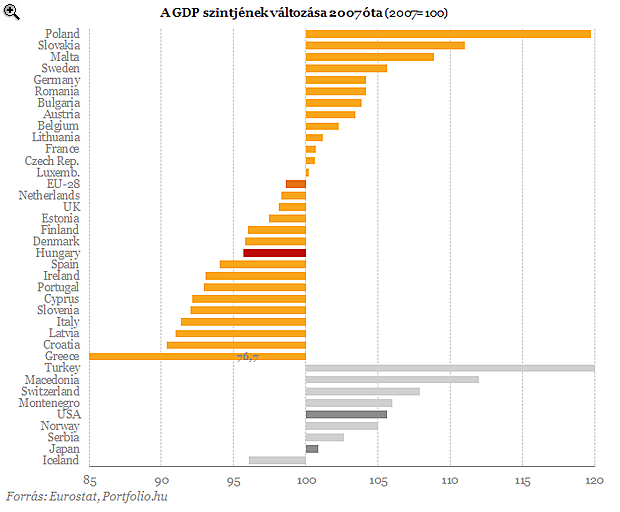 A GDP szintjének változása 2007 óta (2007=100)
Poland
Slovakia
Malta
Sweden
Germany
Romania
Bulgaria
Austria
Belgium
Lithuania
France
Czech Rep.
Luxemb.
EU-28
Netherlands
UK
Estonia
Finland
Denmark
Hungary
Spain
Ireland
Portugal
Cyprus
Slovenia
Italy
Latvia
Croatia
Greece 76,7
Turkey
Macedonia
Switzerland
Montenegro
USA
Norway
Serbia
Japan
Iceland
85 90 95 100 105 110 115 120
Forrás: Eurostat, Portfolio.hu